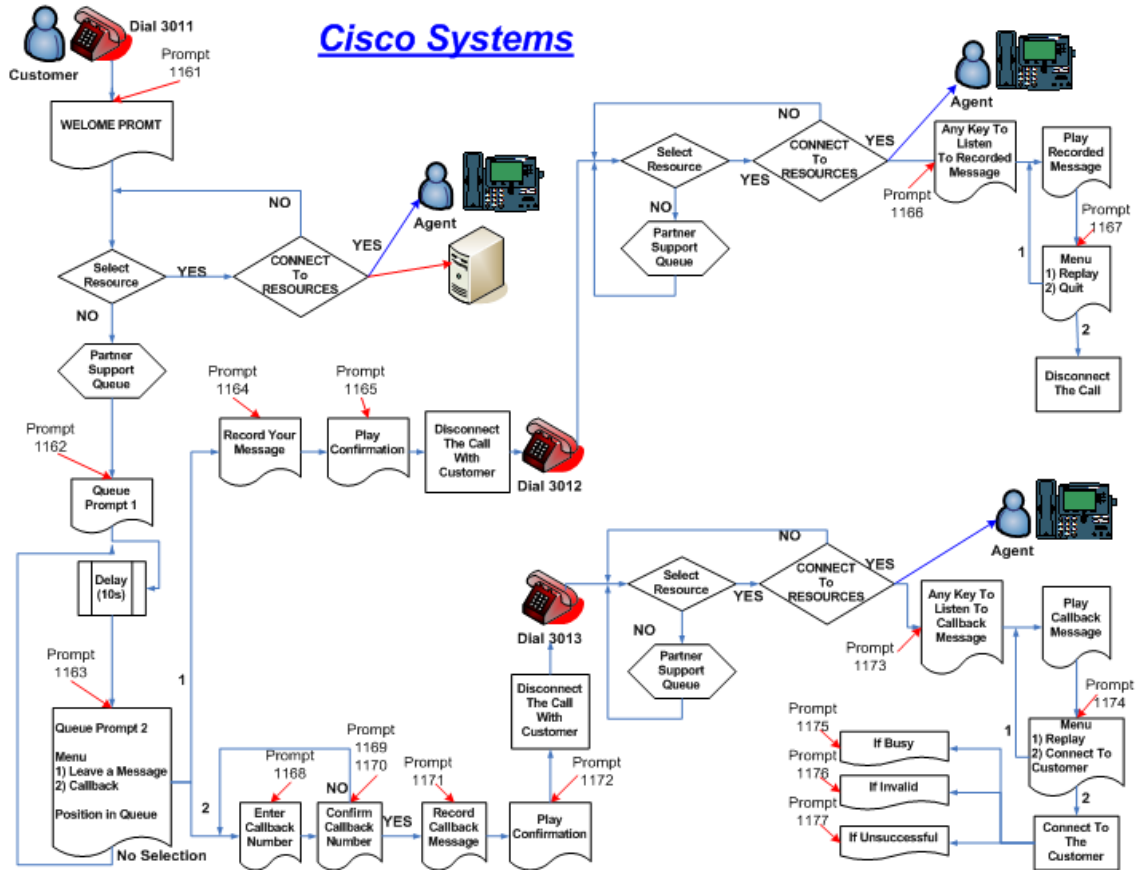 Cisco Systems
Dial 3011
Customer
Prompt
1161
WELOME PROMT
NO
Select
Resource
YES
CONNECT
To
RESOURCES
YES
Agent
NO
Partner
Support
Queue
Prompt
1162
Queue
Prompt 1
Delay
(10s)
Prompt
1163
Queue Prompt 2
Menu
1) Leave a Message
2) Callback
Position in Queue
No Selection
1
2
Prompt
1164
Record Your
Message
Prompt
1165
Play
Confirmation
Disconnect
The Call
With
Customer
Dial 3012
NO
Select
Resource
YES
CONNECT
To
RESOURCES
YES
Agent
NO
Partner
Support
Queue
Any Key To
Listen
To Recorded
Message
Prompt
1166
Play
Recorded
Message
Prompt
1167
1
Menu
1) Replay
2) Quit
2
Disconnect
The Call
Prompt
1168
Enter
Callback
Number
NO
Prompt
1169
1170
Confirm
Callback
Number
YES
Prompt
1171
Record
Callback
Message
Prompt
1172
Play
Confirmation
Disconnect
The Call
With
Customer
Dial 3013
NO
Select
Resource
YES
CONNECT
To
RESOURCES
YES
Agent
NO
Partner
Support
Queue
Any Key To
Listen To
Callback
Message
Prompt
1173
Play
Callback
Message
Prompt
1174
1
Menu
1) Replay
2) Connect To
Customer
2
Connect To
The
Customer
Prompt
1175
If Busy
Prompt
1176
If Invalid
Prompt
1177
If Unsuccessful